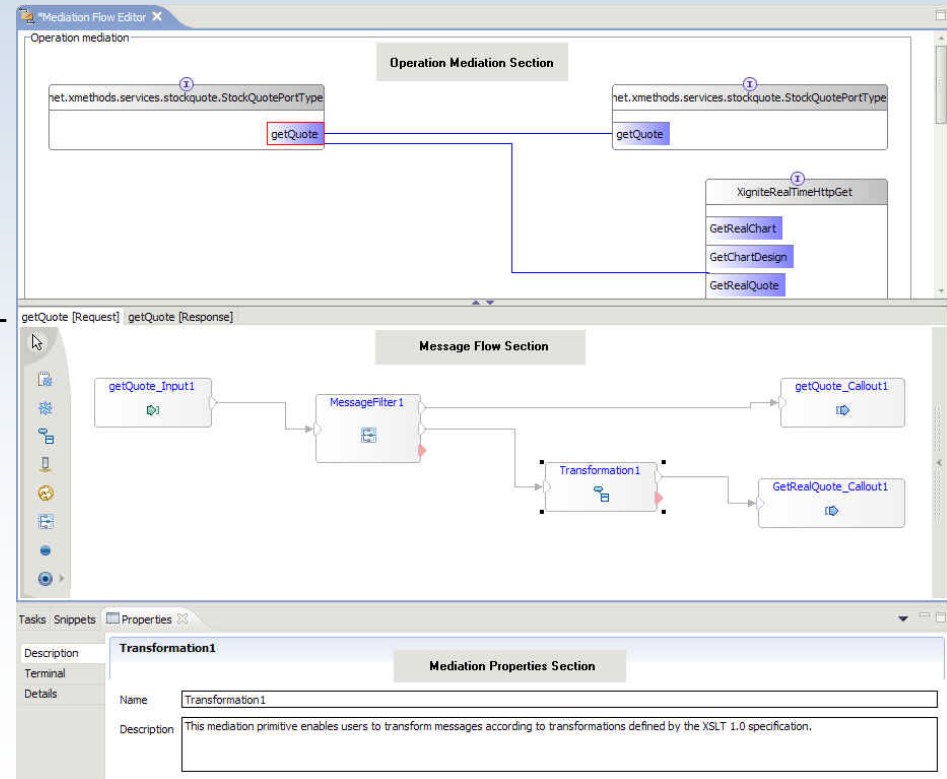 *Mediation Flow Editor
Operation mediation
Operation Mediation Section
net.xmethods.services.stockquote.StockQuotePortType
net.xmethods.services.stockquote.StockQuotePortType
getQuote
getQuote
XigniteRealTimeHttpGet
GetRealChart
GetChartDesign
GetRealQuote
getQuote [Request] getQuote [Response]
Message Flow Section
getQuote_Input1
MessageFilter1
getQuote_Callout1
Transformation1
GetRealQuote_Callout1
Tasks Snippets Properties
Description
Terminal
Details
Transformation1
Mediation Properties Section
Name Transformation1
Description This mediation primitive enables users to transform messages according to transformations defined by the XSLT 1.0 specification.